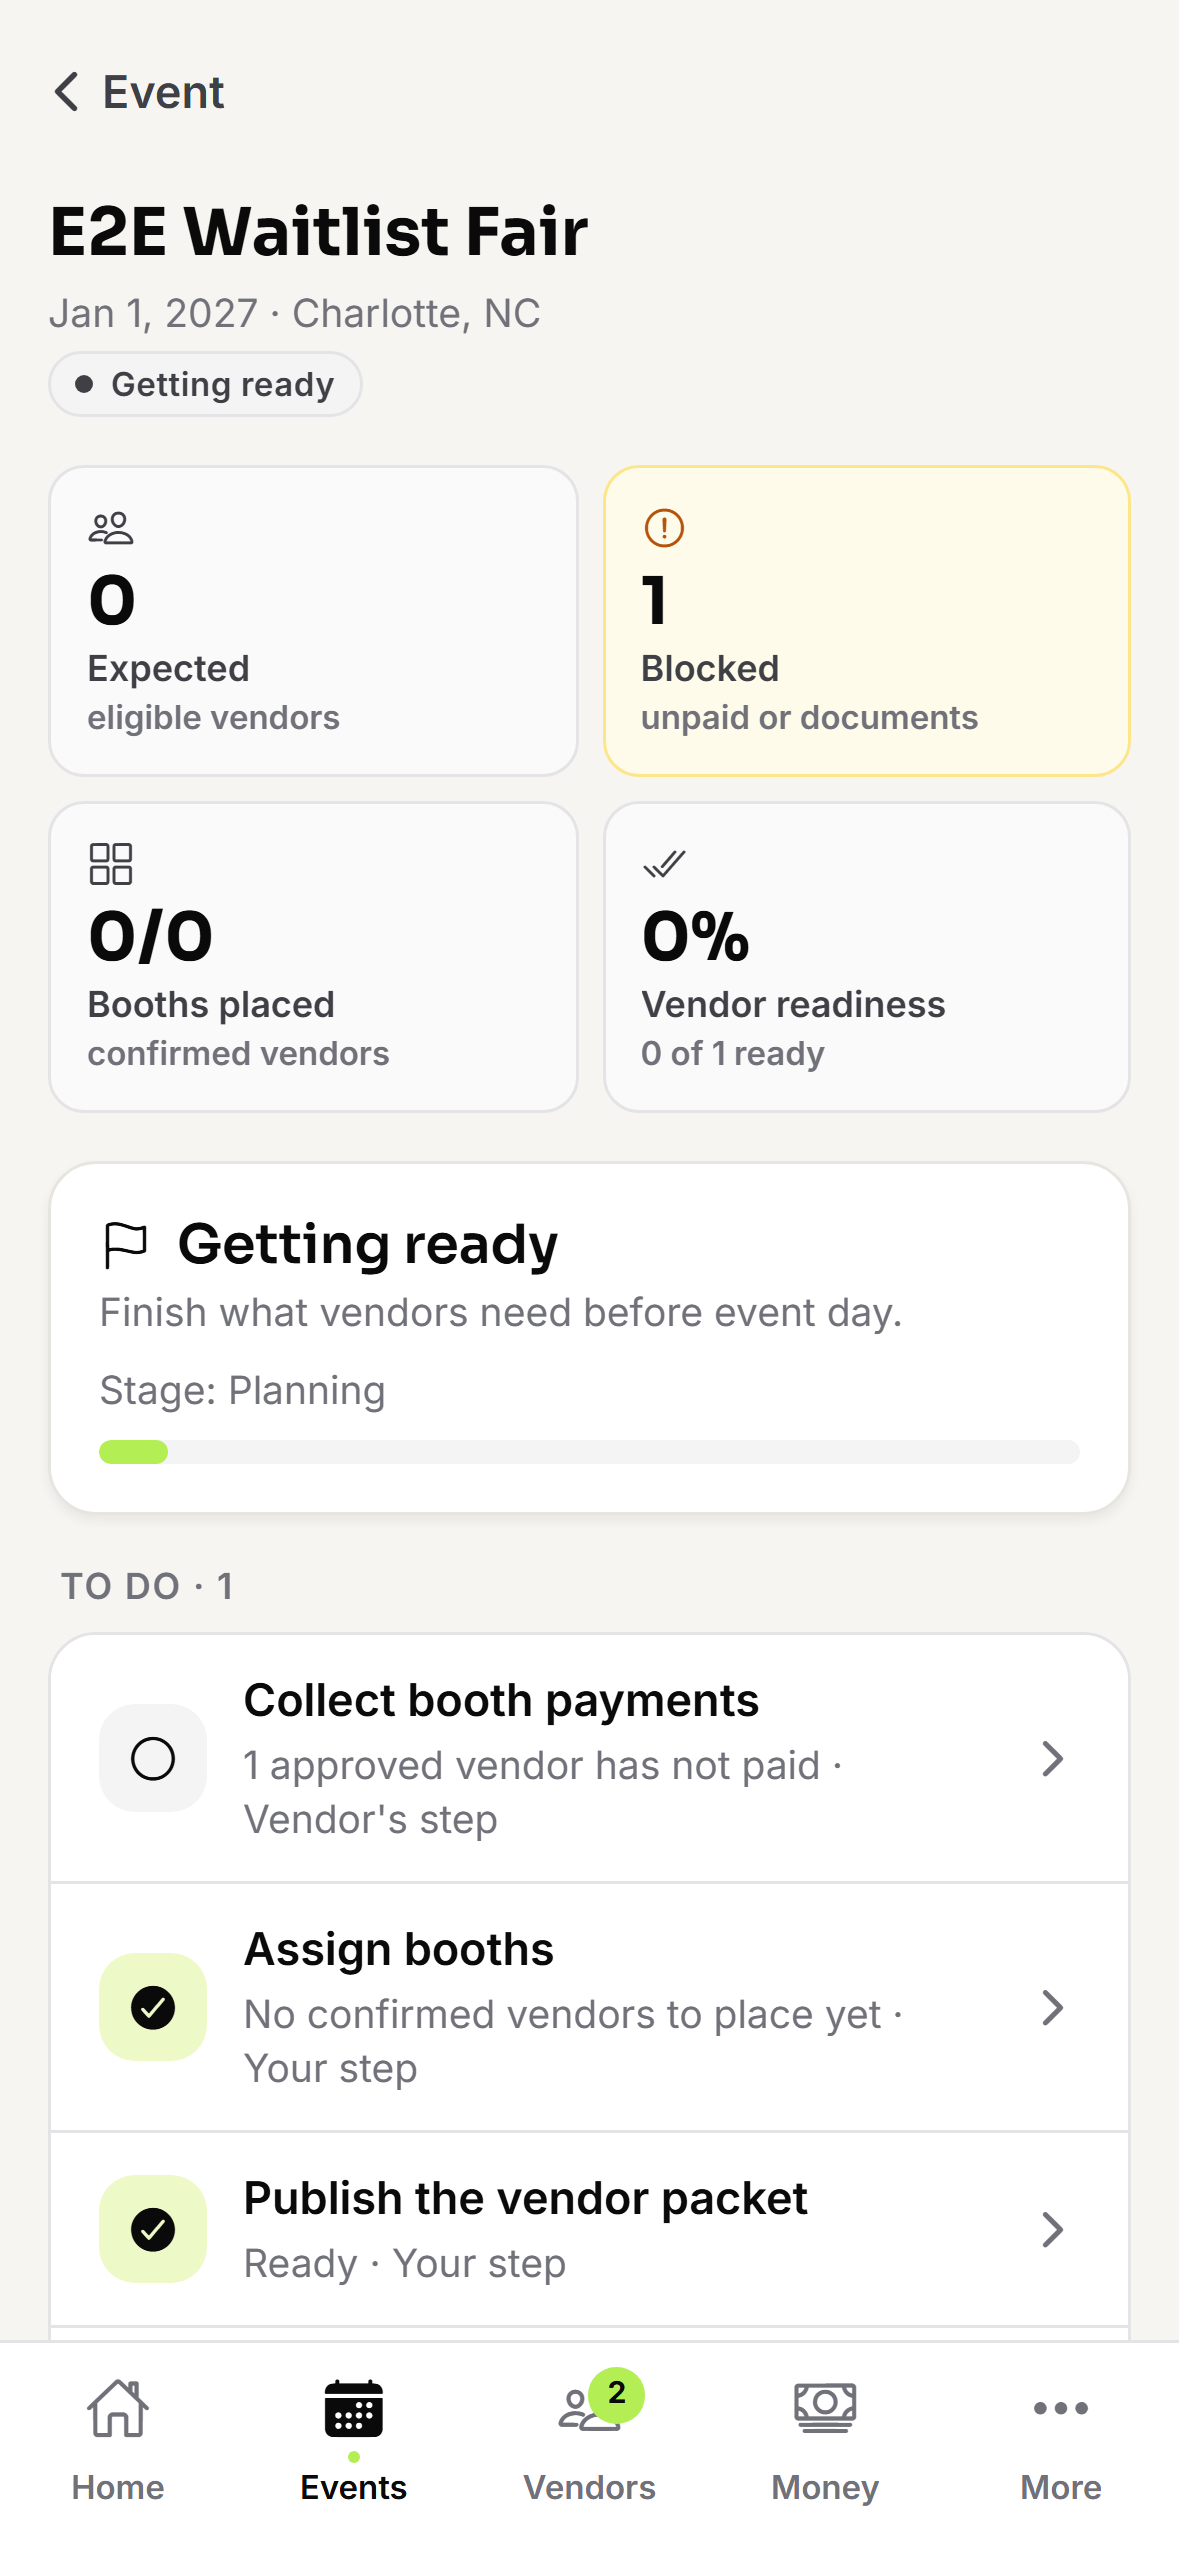 Event
E2E Waitlist Fair
Jan 1, 2027 · Charlotte, NC
Getting ready
0
Expected
eligible vendors
1
Blocked
unpaid or documents
0/0
Booths placed
confirmed vendors
0%
Vendor readiness
0 of 1 ready
Getting ready
Finish what vendors need before event day.
Stage: Planning
TO DO · 1
Collect booth payments
1 approved vendor has not paid ·
Vendor's step
Assign booths
No confirmed vendors to place yet ·
Your step
Publish the vendor packet
Ready · Your step
2
Home
Events
Vendors
Money
More